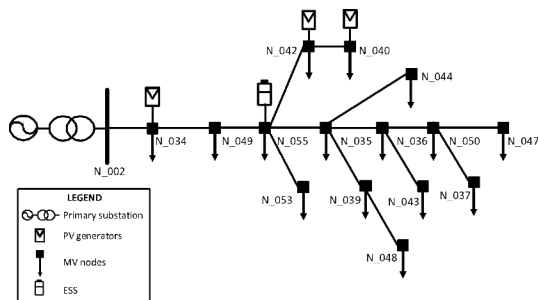 N_042
N_040
N_044
N_034
N_049
N_055
N_035
N_036
N_050
N_047
N_002
N_053
N_039
N_043
N_037
N_048
LEGEND
Primary substation
PV generators
MV nodes
ESS